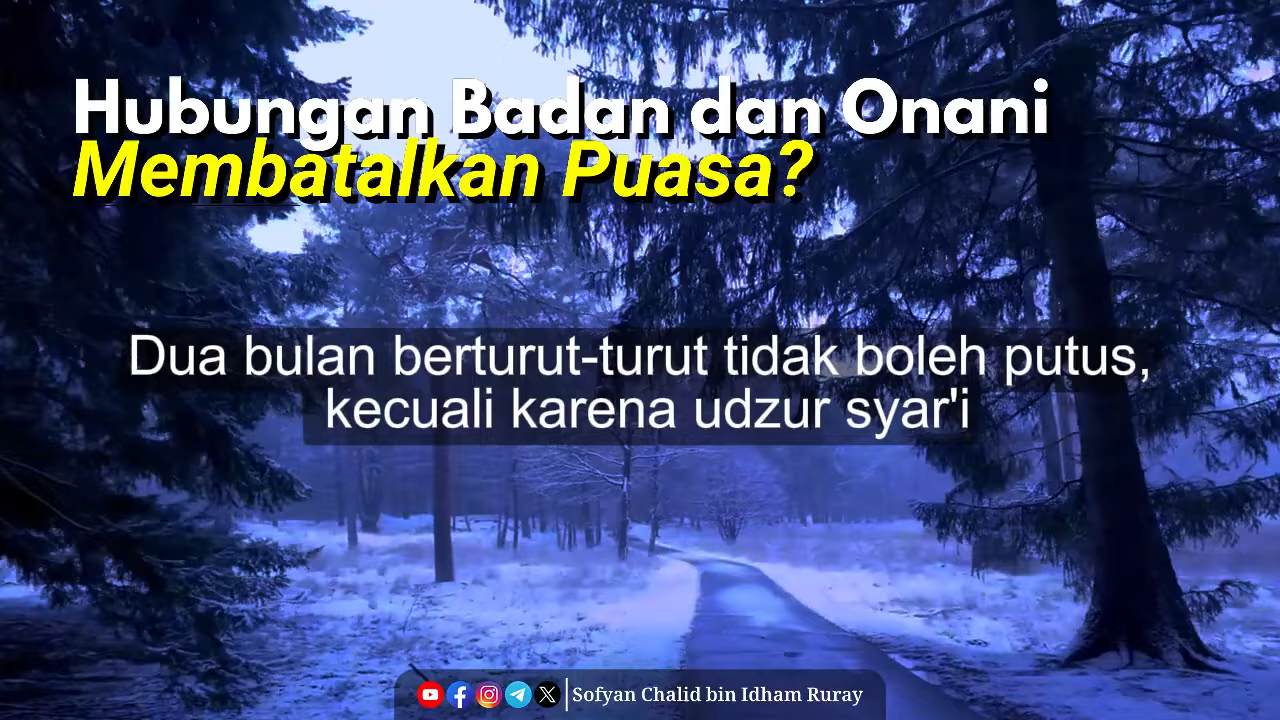 Hubungan Badan dan Onani
Membatalkan Puasa?
Dua bulan berturut-turut tidak boleh putus,
kecuali karena udzur syar'i
Sofyan Chalid bin Idham Ruray